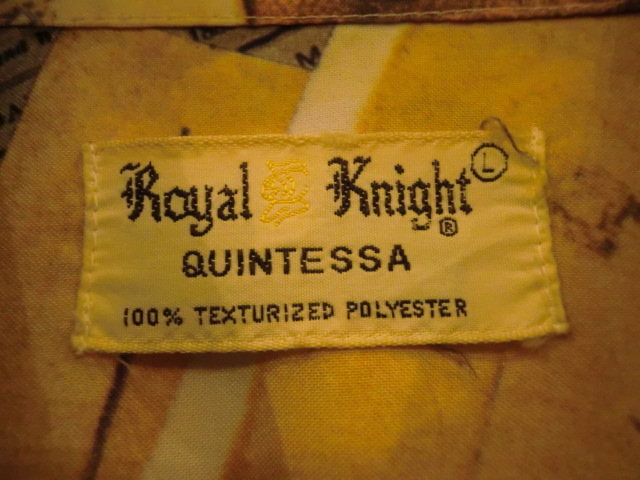 Royal Knight® Ⓛ
QUINTESSA
100% TEXTURIZED POLYESTER